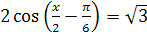 2 cos (x/2 − π/6) = √3